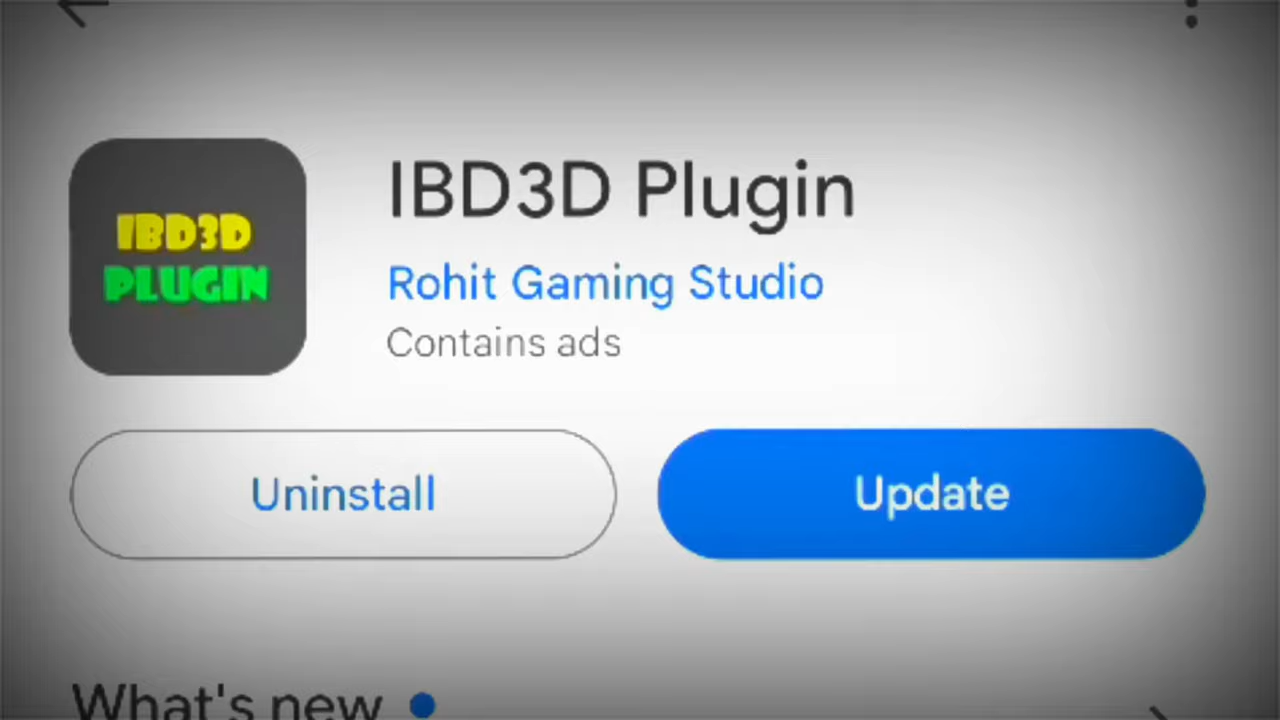 IBD3D
PLUGIN
IBD3D Plugin
Rohit Gaming Studio
Contains ads
Uninstall
Update
What's new